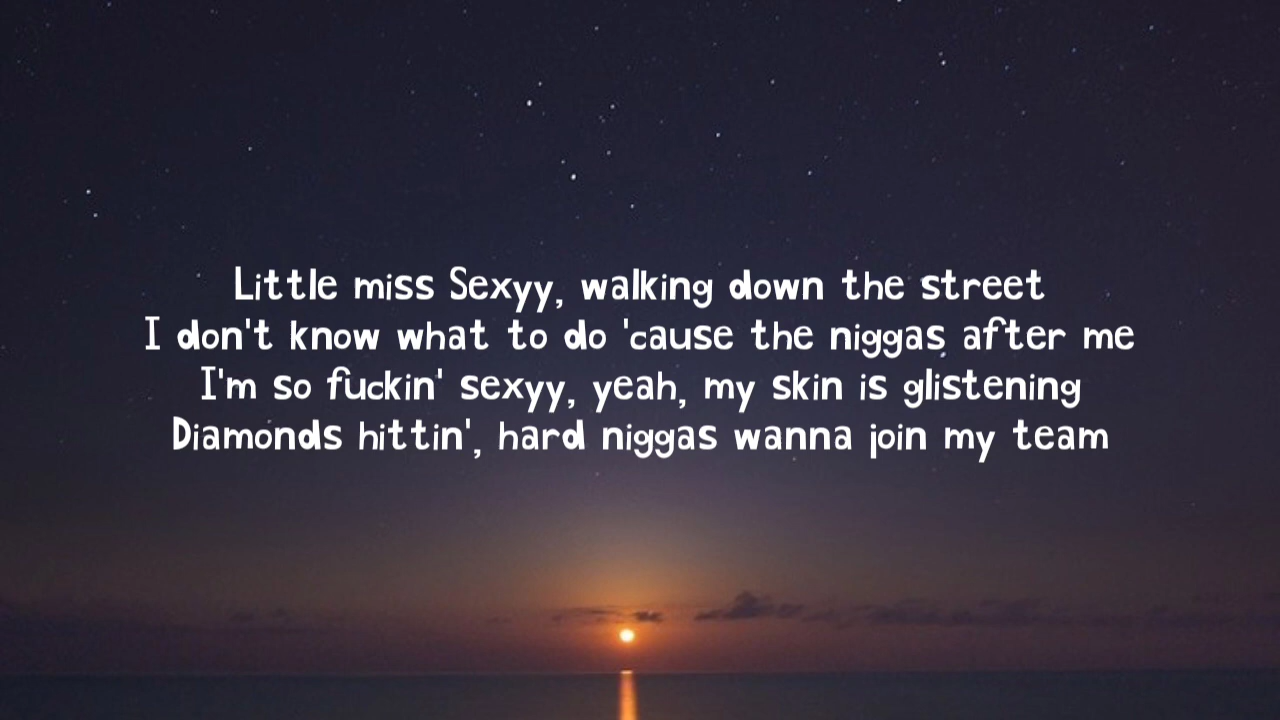 Little miss Sexyy, walking down the street
I don't know what to do 'cause the niggas after me
I'm so fuckin' sexyy, yeah, my skin is glistening
Diamonds hittin', hard niggas wanna join my team